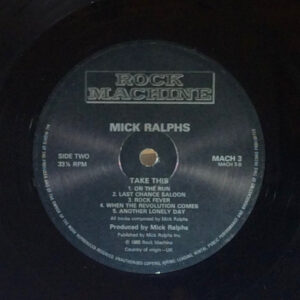 ROCK
MACHINE
MICK RALPHS
SIDE TWO
33⅓ RPM
MACH 3
MACH 3-B
TAKE THIS
1. ON THE RUN
2. LAST CHANCE SALOON
3. ROCK FEVER
4. WHEN THE REVOLUTION COMES
5. ANOTHER LONELY DAY
All tracks composed by Mick Ralphs
Produced by Mick Ralphs
Published by Mick Ralphs Inc
Rock Machine
Country of origin - UK